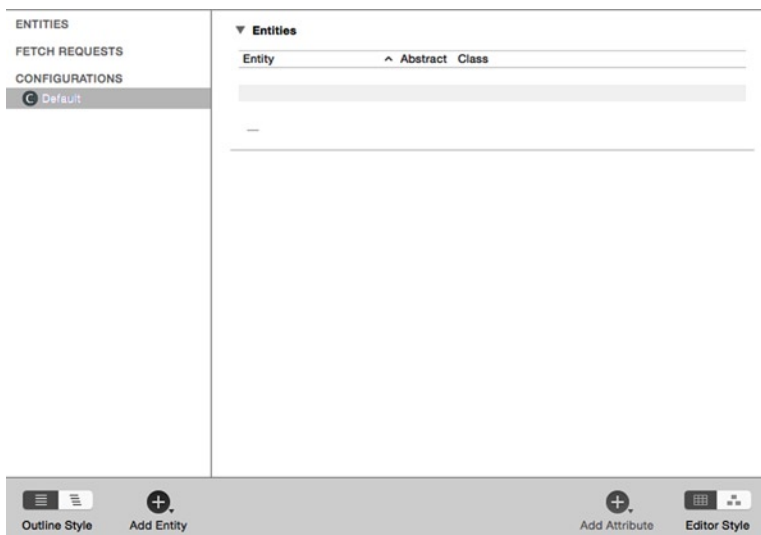 ENTITIES
FETCH REQUESTS
CONFIGURATIONS
C Default
Entities
Entity Abstract Class
Outline Style Add Entity Add Attribute Editor Style